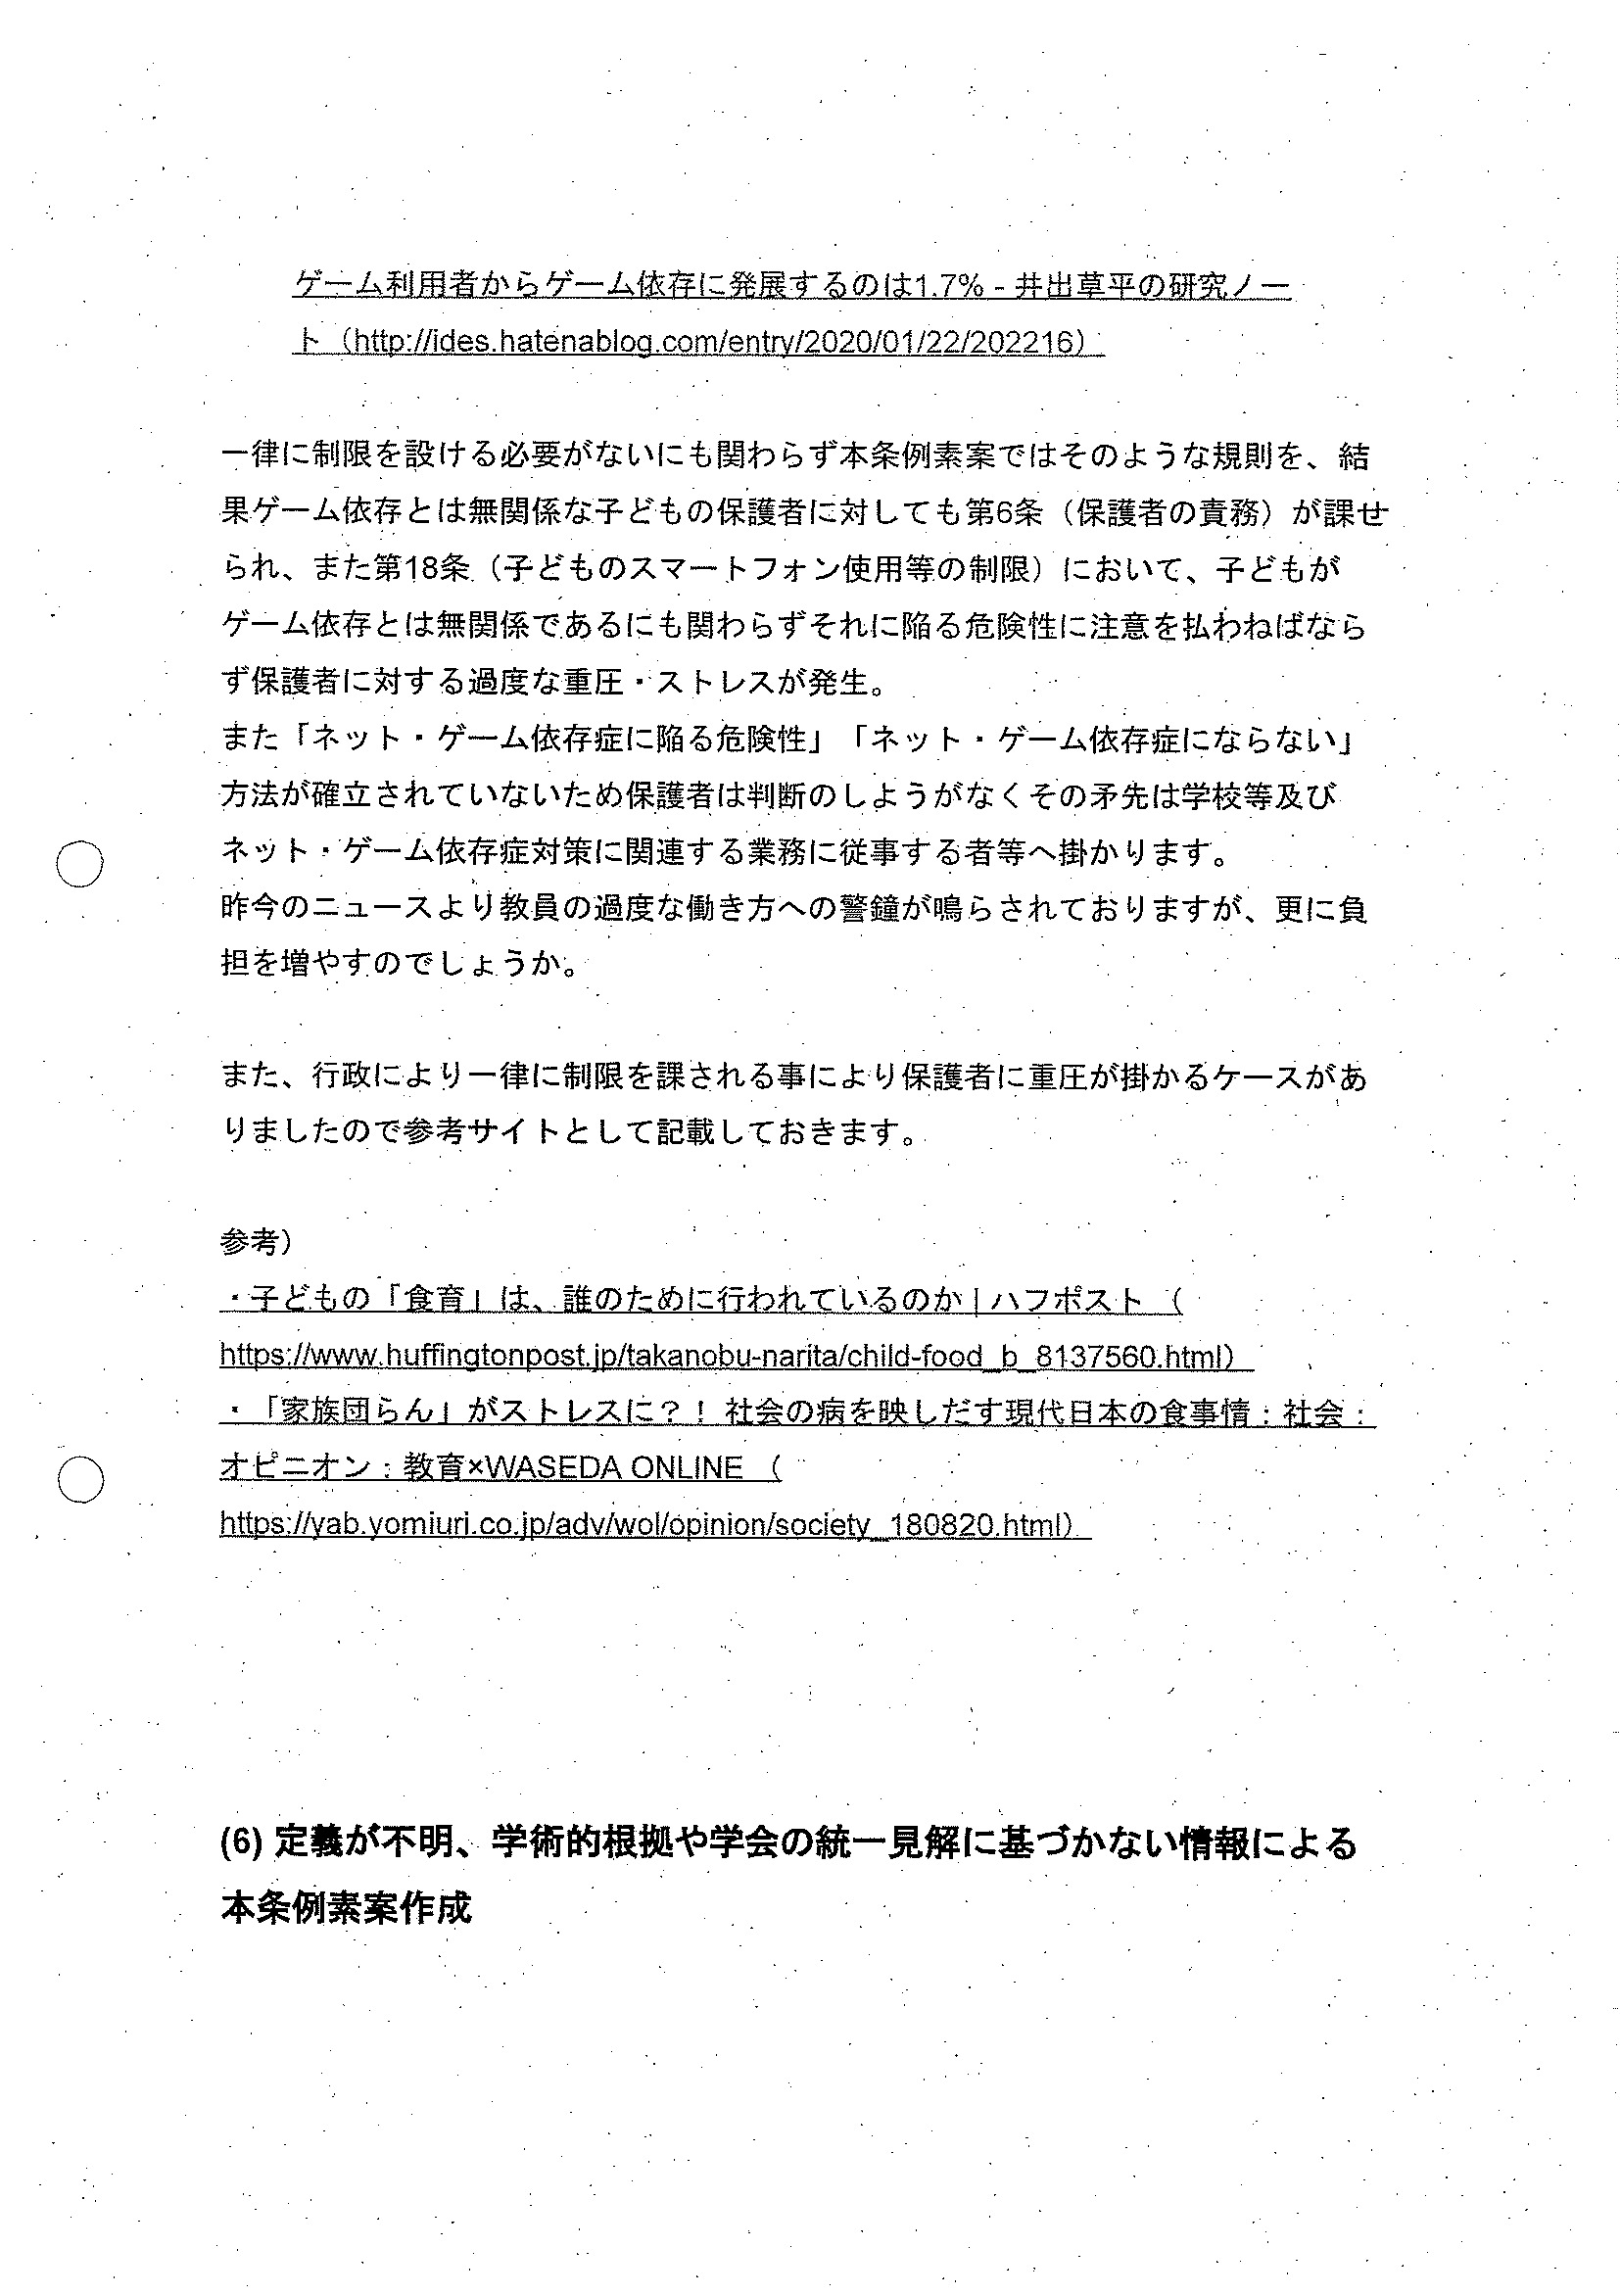 ゲーム利用者からゲーム依存に発展するのは1.7% - 井出草平の研究ノー
ト（http://ides.hatenablog.com/entry/2020/01/22/202216）
一律に制限を設ける必要がないにも関わらず本条例素案ではそのような規則を、結
果ゲーム依存とは無関係な子どもの保護者に対しても第6条（保護者の責務）が課せ
られ、また第18条（子どものスマートフォン使用等の制限）において、子どもが
ゲーム依存とは無関係であるにも関わらずそれに陥る危険性に注意を払わねばなら
ず保護者に対する過度な重圧・ストレスが発生。
また「ネット・ゲーム依存症に陥る危険性」「ネット・ゲーム依存症にならない」
方法が確立されていないため保護者は判断のしようがなくその矛先は学校等及び
ネット・ゲーム依存症対策に関連する業務に従事する者等へ掛かります。
昨今のニュースより教員の過度な働き方への警鐘が鳴らされておりますが、更に負
担を増やすのでしょうか。
また、行政により一律に制限を課される事により保護者に重圧が掛かるケースがあ
りましたので参考サイトとして記載しておきます。
参考）
・子どもの「食育」は、誰のために行われているのか | ハフポスト （
https://www.huffingtonpost.jp/takanobu-narita/child-food_b_8137560.html）
・「家族団らん」がストレスに？！ 社会の病を映しだす現代日本の食事情：社会：
オピニオン：教育×WASEDA ONLINE （
https://yab.yomiuri.co.jp/adv/wol/opinion/society_180820.html）
(6) 定義が不明、学術的根拠や学会の統一見解に基づかない情報による
本条例素案作成